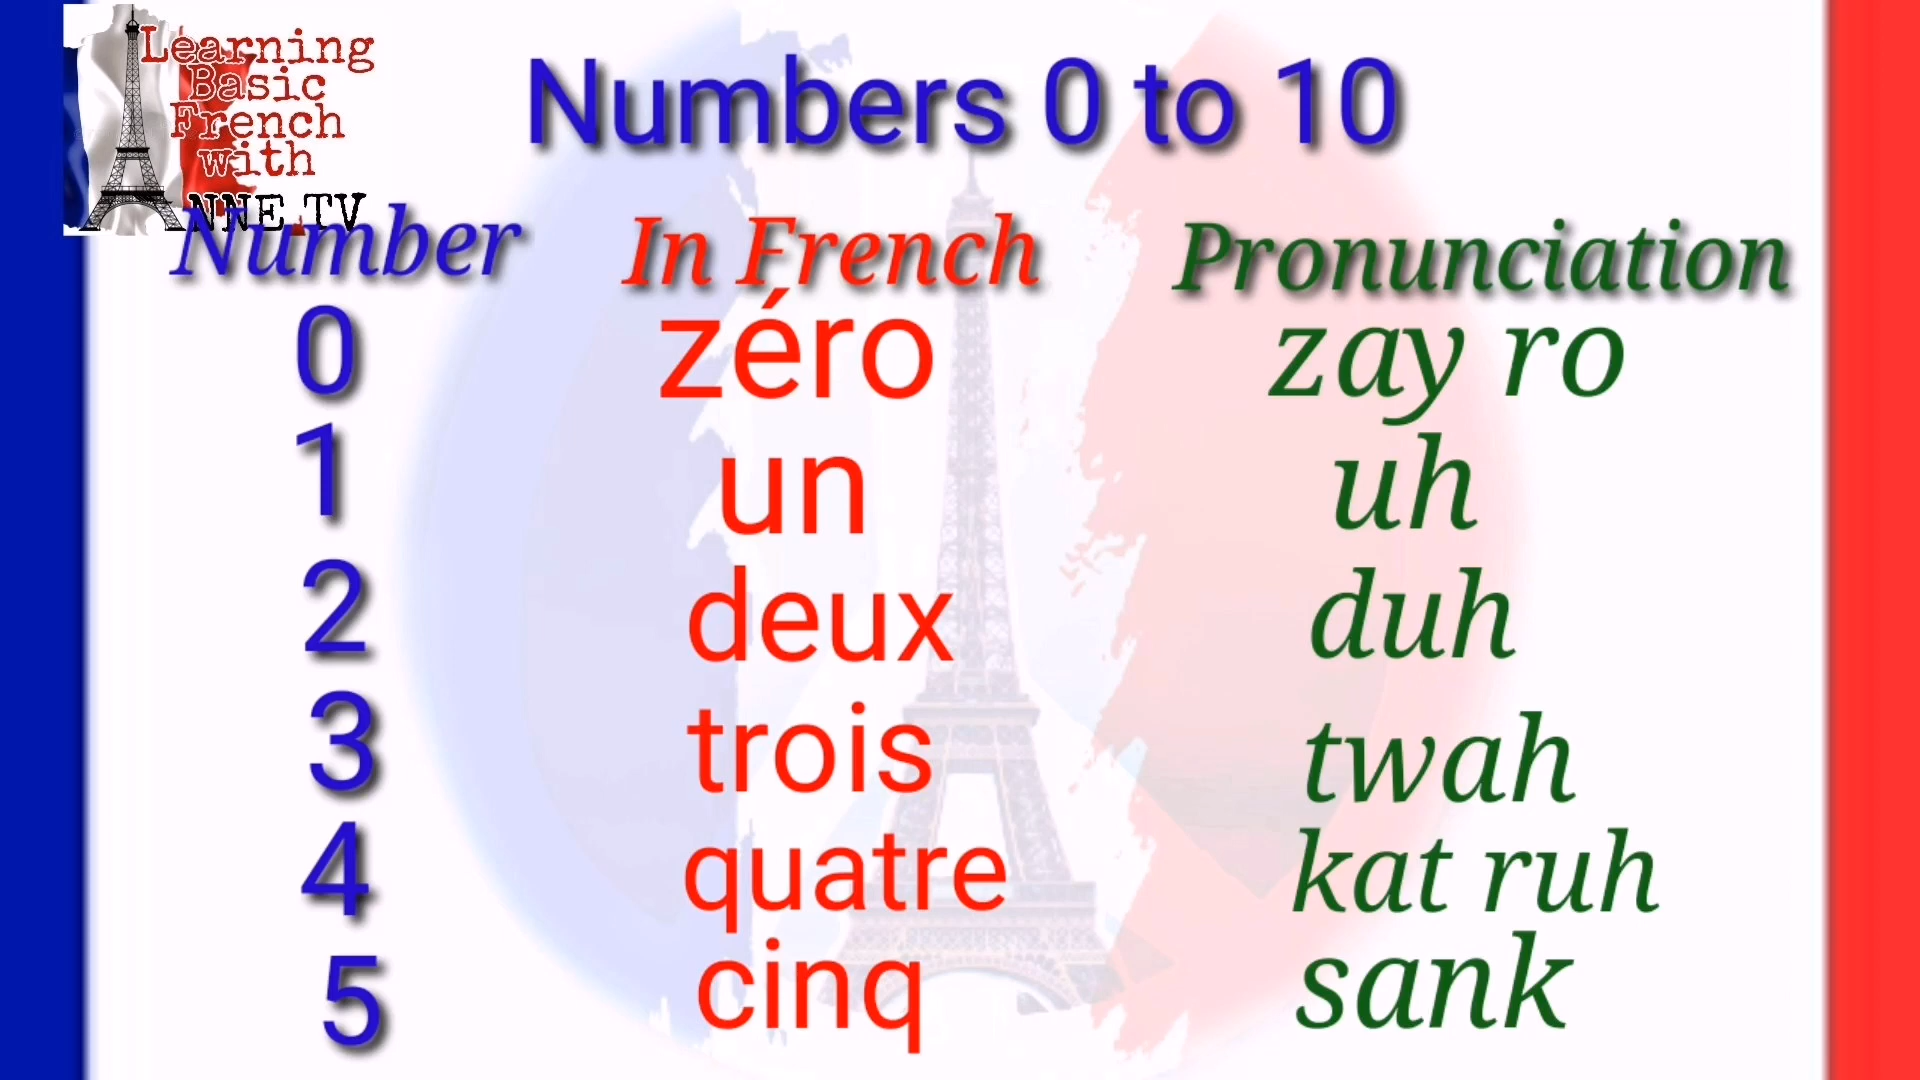 Learning
Basic
French
with
NNE.TV
Numbers 0 to 10
Number In French Pronunciation
0 zéro zay ro
1 un uh
2 deux duh
3 trois twah
4 quatre kat ruh
5 cinq sank